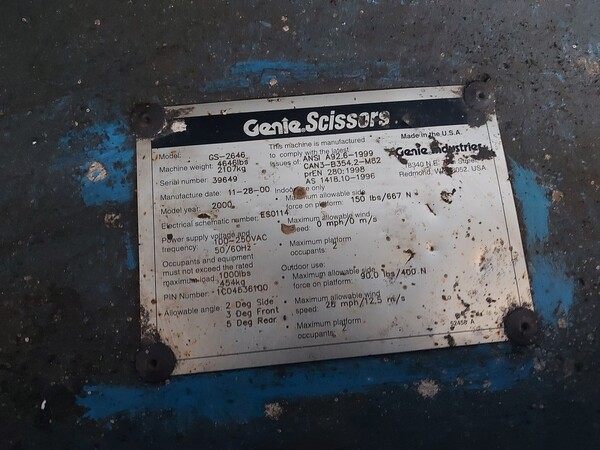 Genie Scissors
Model: GS-2646
Machine weight: 4646lbs
2107kg
Serial number: 39649
Manufacture date: 11-28-00
Model year: 2000
Electrical schematic number: ES0114
Power supply voltage and
frequency: 100-250VAC
50/60Hz
Occupants and equipment
must not exceed the rated
maximum load: 1000lbs
454kg
PIN Number:
Allowable angle 2 Deg Side
3 Deg Front
5 Deg Rear
This machine is manufactured
to comply with the latest
issues of: ANSI A92.6-1999
CAN3-B354.2-M82
prEN 280:1998
AS 1418.10-1996
Indoor use only
Maximum allowable side
force on platform: 150 lbs/667 N
Maximum allowable wind
speed: 0 mph/0 m/s
Maximum platform
occupants: 2
Outdoor use:
Maximum allowable side
force on platform: 90.0 lbs/400 N
Maximum allowable wind
speed: 28 mph/12.5 m/s
Maximum platform
occupants:
Made in the U.S.A.
Genie Industries
18340 N.E.
Redmond, USA
52458 A